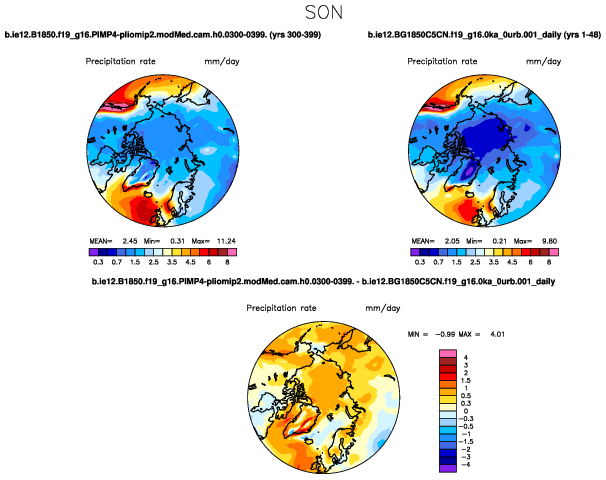 SON
b.ie12.B1850.f19_g16.PIMP4-pliomip2.modMed.cam.h0.0300-0399. (yrs 300-399)
b.ie12.BG1850C5CN.f19_g16.0ka_0urb.001_daily (yrs 1-48)
Precipitation rate mm/day
Precipitation rate mm/day
MEAN= 2.45 Min= 0.31 Max= 11.24
MEAN= 2.05 Min= 0.21 Max= 9.80
0.3 0.7 1.5 2.5 3.5 4.5 6 8
0.3 0.7 1.5 2.5 3.5 4.5 6 8
b.ie12.B1850.f19_g16.PIMP4-pliomip2.modMed.cam.h0.0300-0399. - b.ie12.BG1850C5CN.f19_g16.0ka_0urb.001_daily
Precipitation rate mm/day
MIN = -0.99 MAX = 4.01
4
3
2
1.5
1
0.5
0.3
0
-0.3
-0.5
-1
-1.5
-2
-3
-4